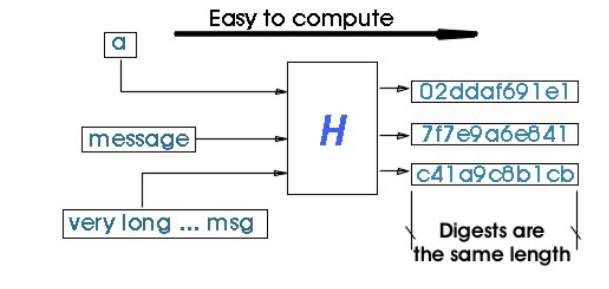 Easy to compute
a
02ddaf691e1
message
H
7f7e9a6e841
c41a9c8b1cb
very long ... msg
Digests are
the same length